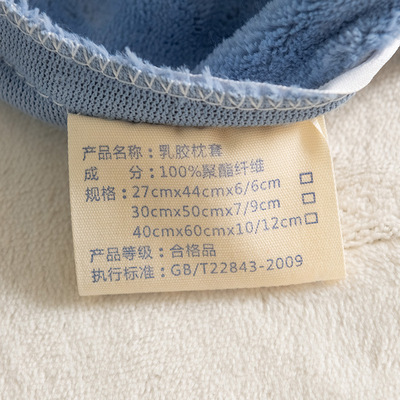 产品名称：乳胶枕套
成　　分：100%聚酯纤维
规格：27cmx44cmx6/6cm□
30cmx50cmx7/9cm□
40cmx60cmx10/12cm□
产品等级：合格品
执行标准：GB/T22843-2009